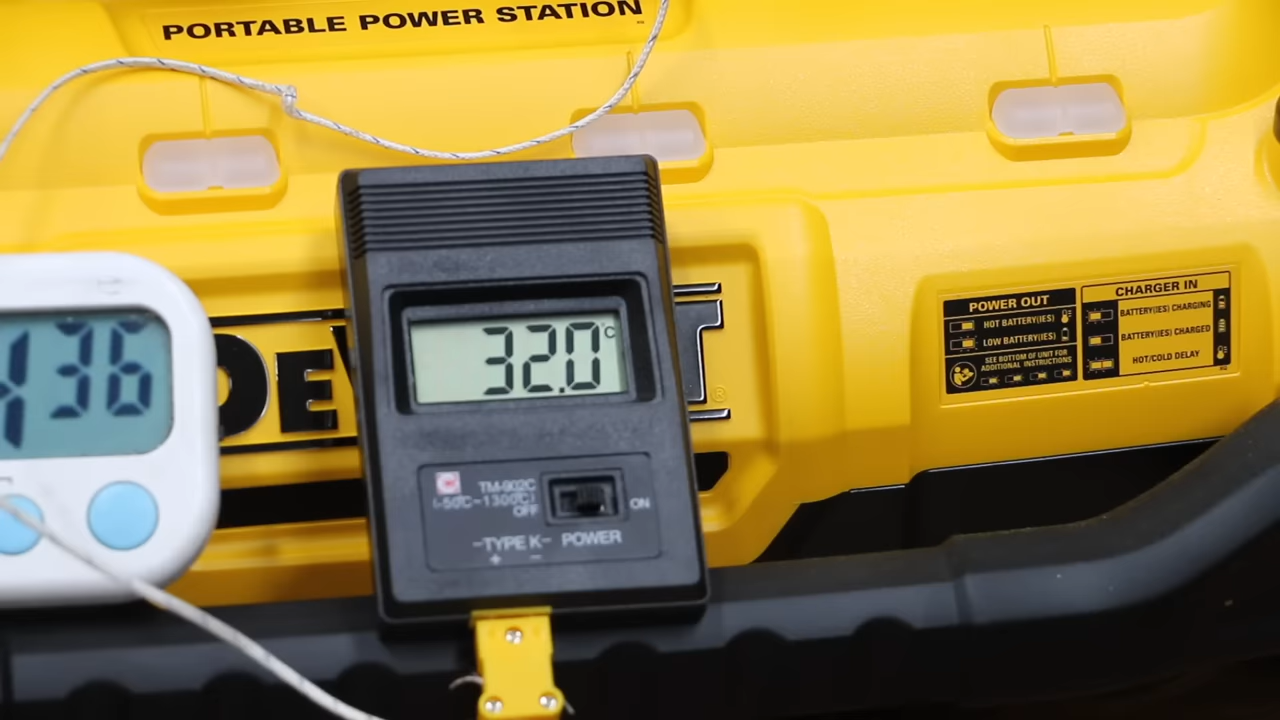 PORTABLE POWER STATION
36
DE
T
®
32.0 °C
TM-902C
(-50C-1300C)
OFF
ON
-TYPE K- POWER
+ -
POWER OUT
HOT BATTERY(IES)
LOW BATTERY(IES)
SEE BOTTOM OF UNIT FOR
ADDITIONAL INSTRUCTIONS
CHARGER IN
BATTERY(IES) CHARGING
BATTERY(IES) CHARGED
HOT/COLD DELAY